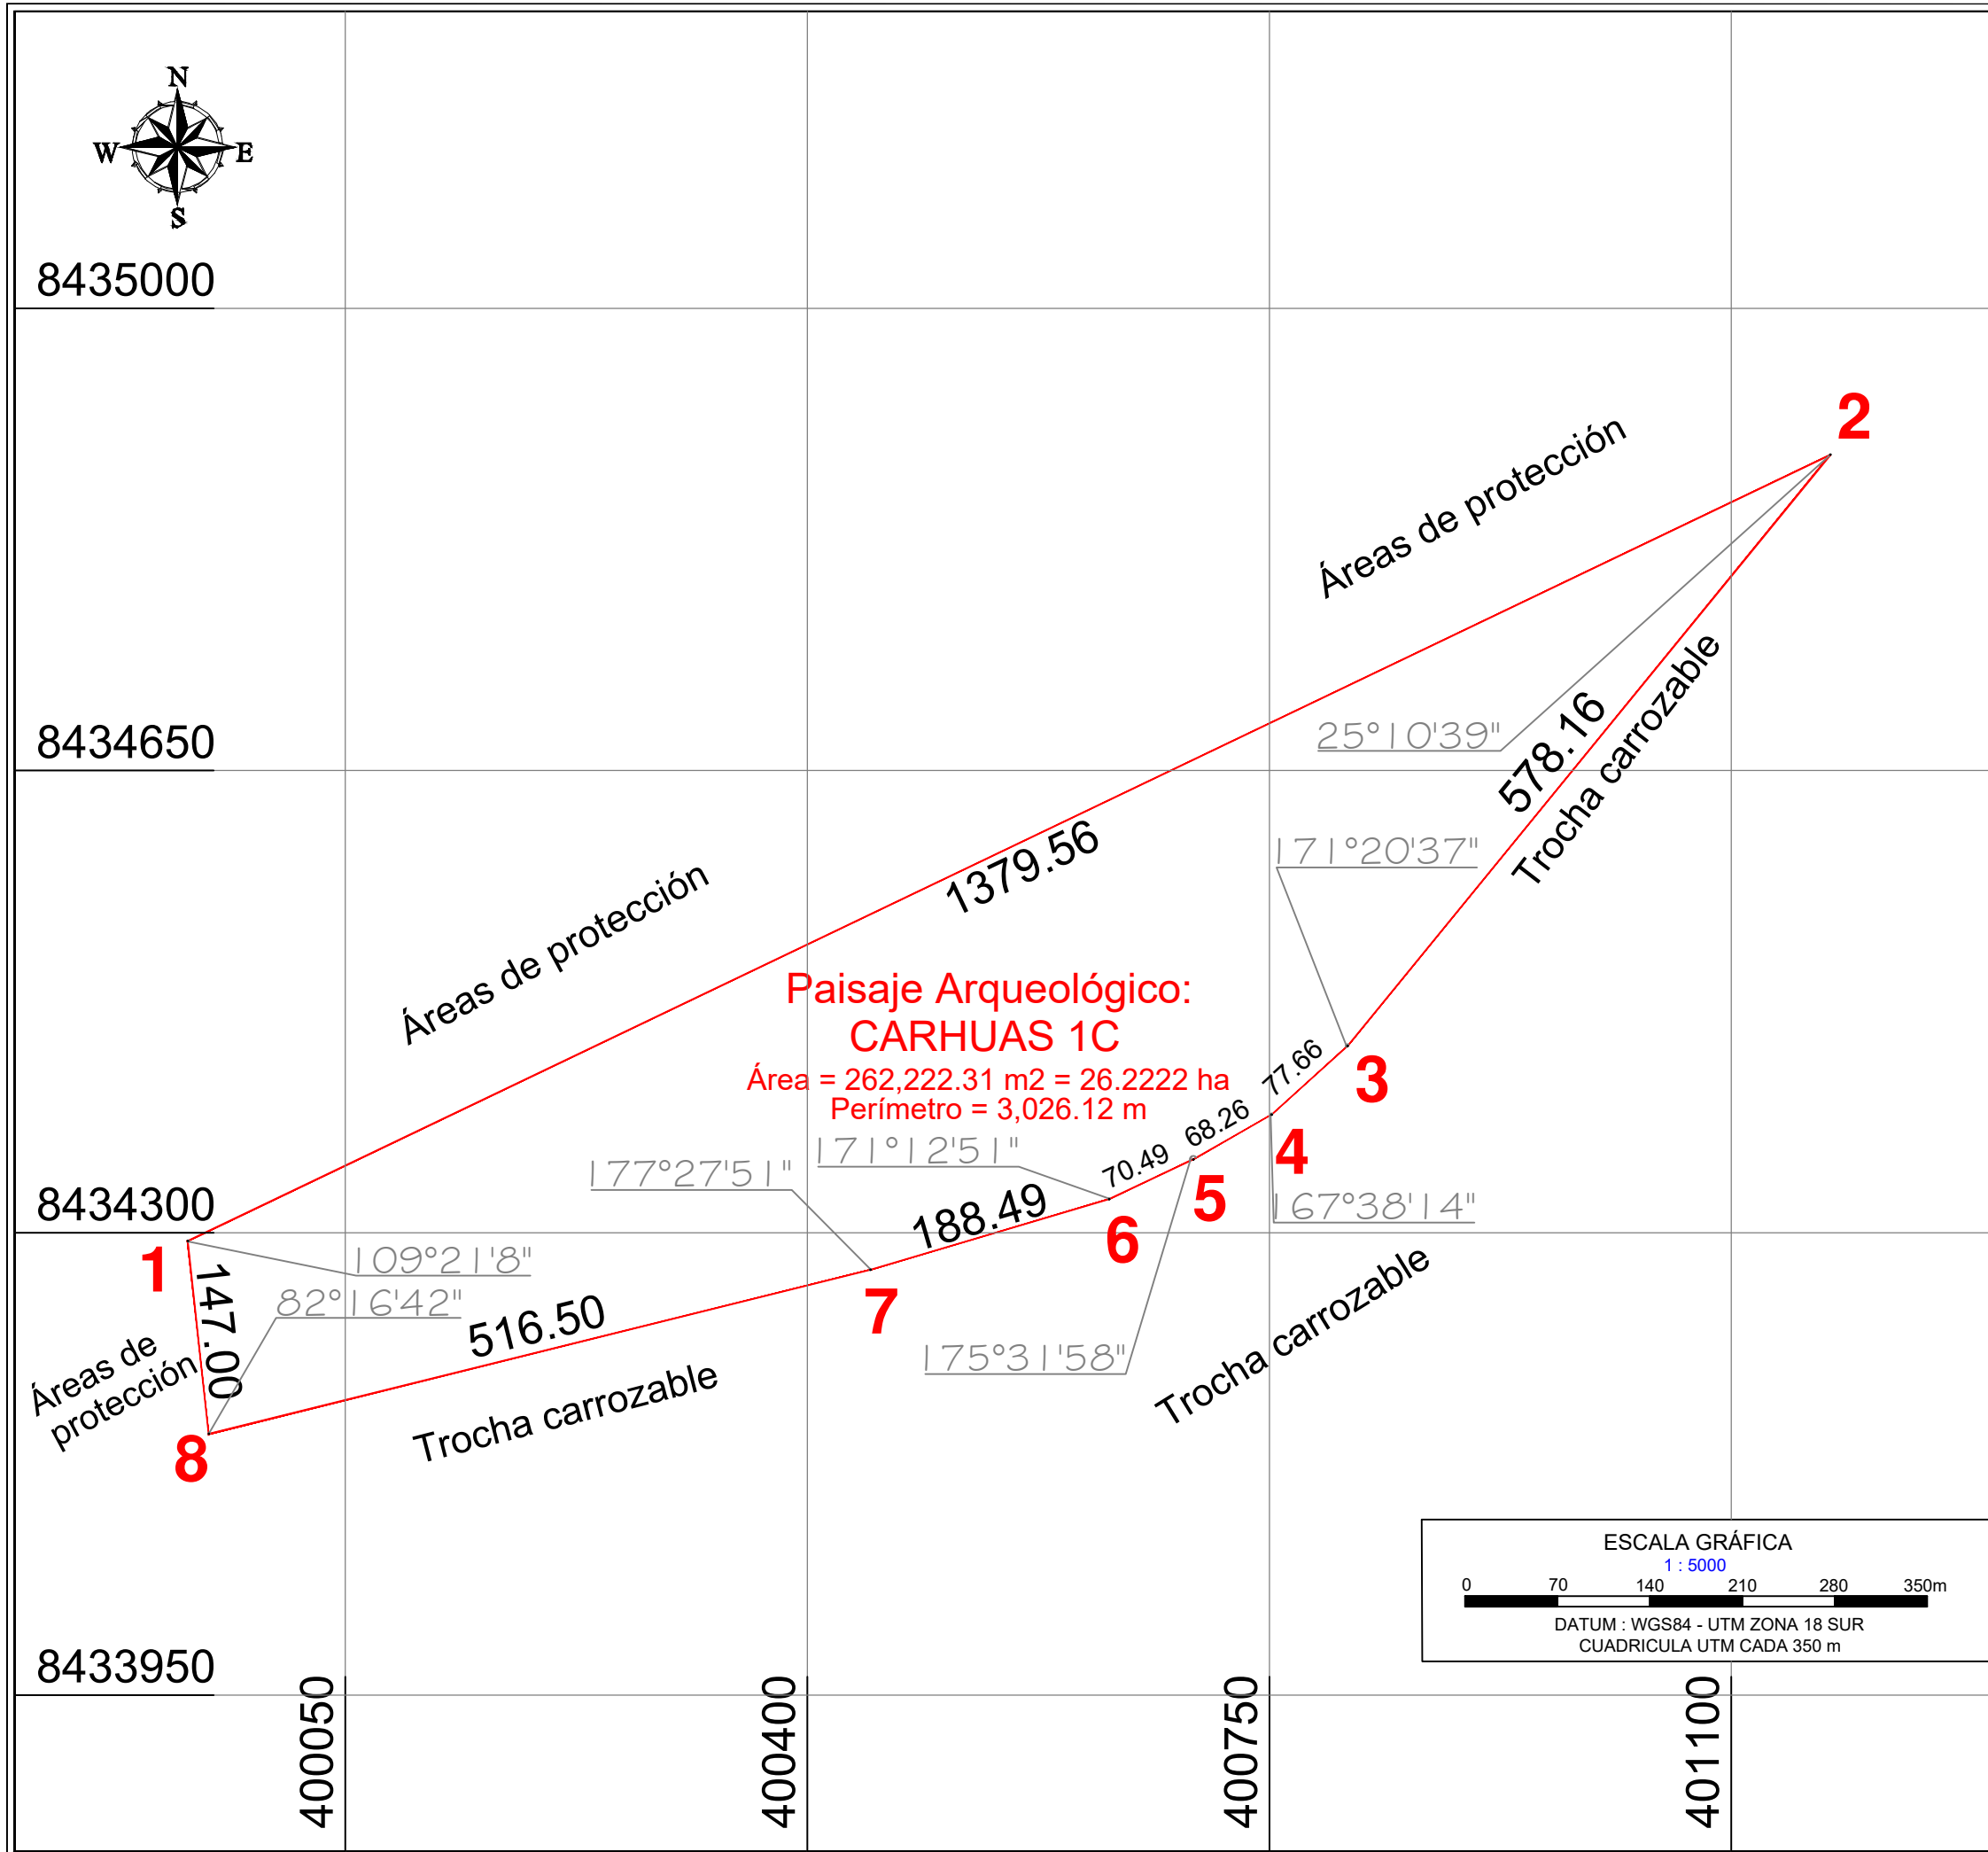 N
W
E
S
8435000
2
Áreas de protección
8434650
25°10'39"
578.16
Trocha carrozable
171°20'37"
1379.56
Áreas de protección
Paisaje Arqueológico:
CARHUAS 1C
Área = 262,222.31 m2 = 26.2222 ha
Perímetro = 3,026.12 m
77.66
3
68.26
4
70.49
171°12'51"
177°27'51"
5
167°38'14"
8434300
188.49
6
1
109°21'8"
147.00
82°16'42"
7
516.50
175°31'58"
Trocha carrozable
Áreas de
protección
Trocha carrozable
8
ESCALA GRÁFICA
1 : 5000
0 70 140 210 280 350m
DATUM : WGS84 - UTM ZONA 18 SUR
CUADRICULA UTM CADA 350 m
8433950
400050
400400
400750
401100